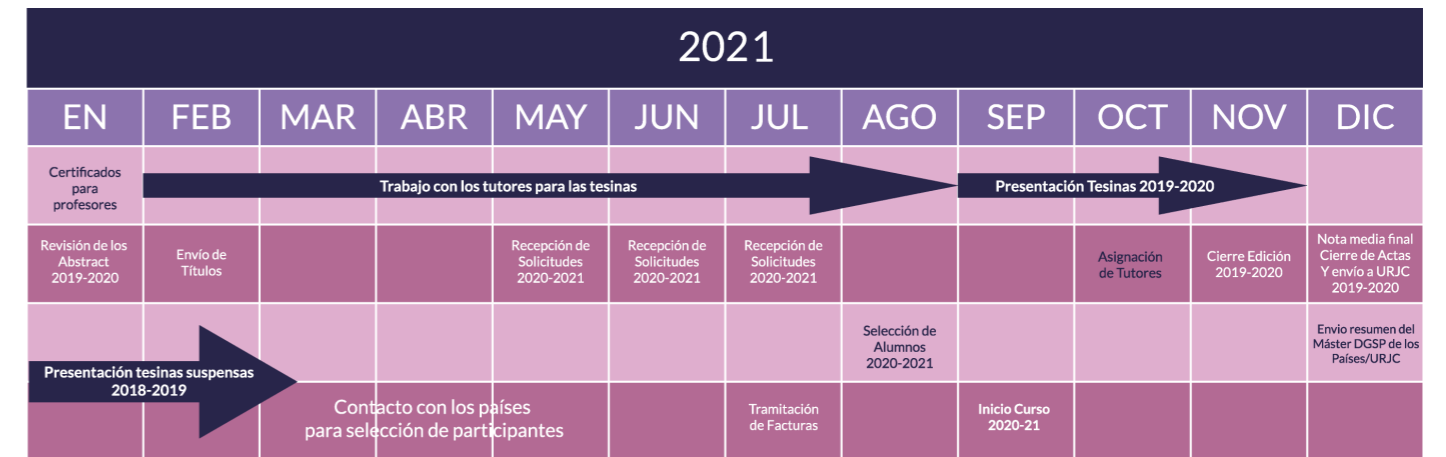 2021
EN FEB MAR ABR MAY JUN JUL AGO SEP OCT NOV DIC
Certificados
para
profesores
Trabajo con los tutores para las tesinas
Presentación Tesinas 2019-2020
Revisión de los
Abstract
2019-2020
Envío de
Títulos
Recepción de
Solicitudes
2020-2021
Recepción de
Solicitudes
2020-2021
Recepción de
Solicitudes
2020-2021
Asignación
de Tutores
Cierre Edición
2019-2020
Nota media final
Cierre de Actas
Y envío a URJC
2019-2020
Presentación tesinas suspensas
2018-2019
Selección de
Alumnos
2020-2021
Envio resumen del
Máster DGSP de los
Países/URJC
Contacto con los países
para selección de participantes
Tramitación
de Facturas
Inicio Curso
2020-21